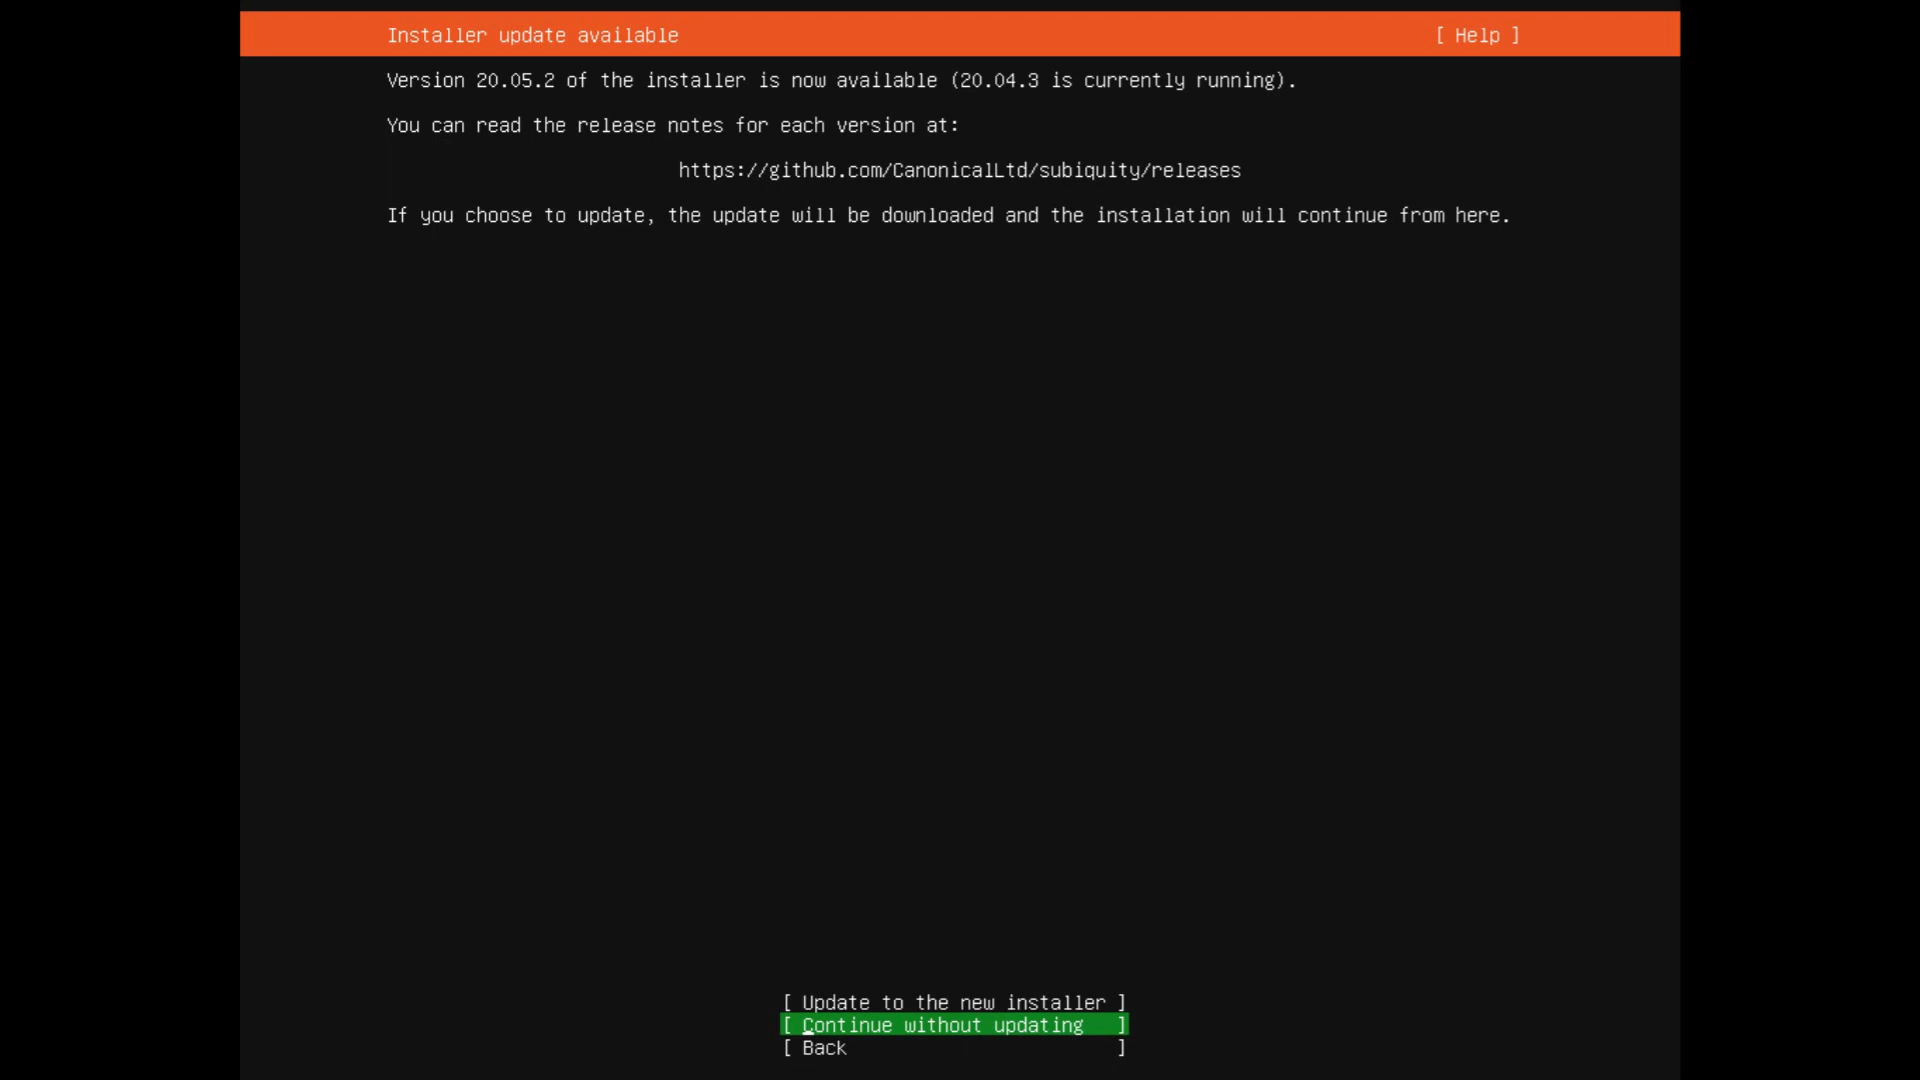 Installer update available [ Help ]
Version 20.05.2 of the installer is now available (20.04.3 is currently running).
You can read the release notes for each version at:
https://github.com/CanonicalLtd/subiquity/releases
If you choose to update, the update will be downloaded and the installation will continue from here.
[ Update to the new installer ]
[ Continue without updating ]
[ Back ]